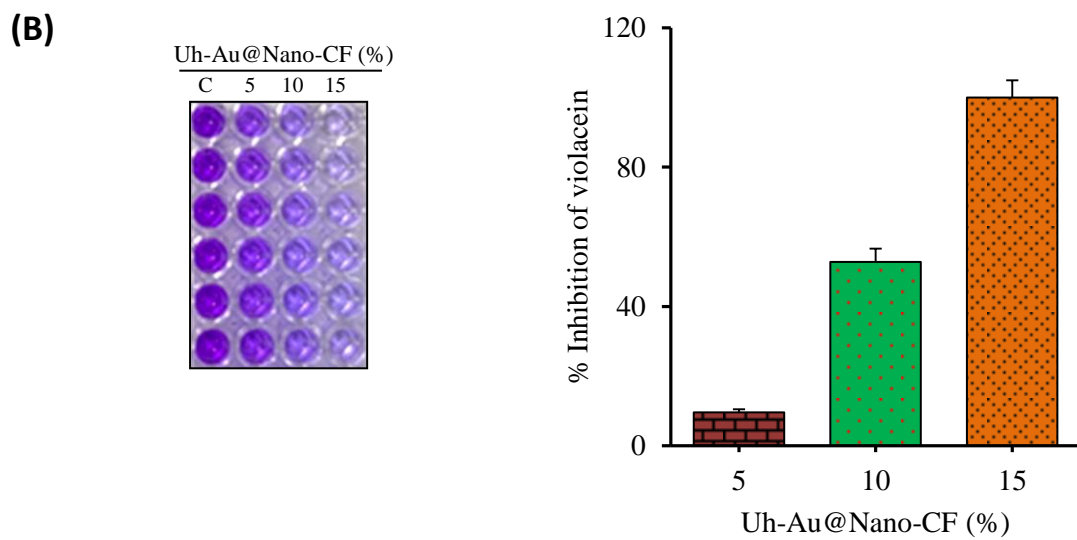 (B)
Uh-Au@Nano-CF (%)
C 5 10 15
% Inhibition of violacein
120
80
40
0
5 10 15
Uh-Au@Nano-CF (%)